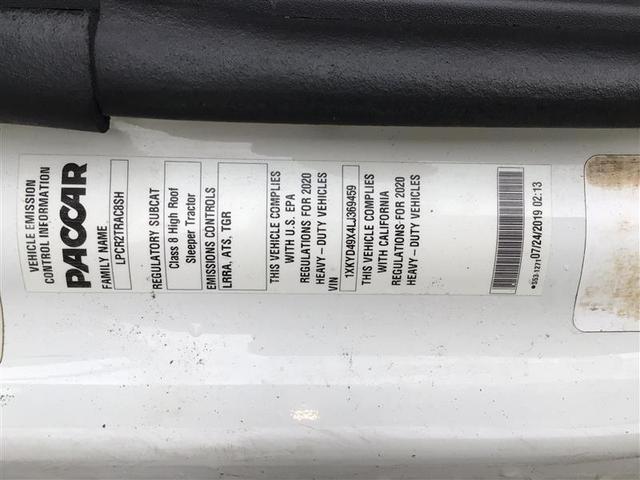 VEHICLE EMISSION
CONTROL INFORMATION
PACCAR
FAMILY NAME
LPCR2TRAC8SH
REGULATORY SUBCAT
Class 8 High Roof
Sleeper Tractor
EMISSIONS CONTROLS
LRRA, ATS, TGR
THIS VEHICLE COMPLIES
WITH U.S. EPA
REGULATIONS FOR 2020
HEAVY-DUTY VEHICLES
VIN
1XKYD49X4LJ369459
THIS VEHICLE COMPLIES
WITH CALIFORNIA
REGULATIONS FOR 2020
HEAVY-DUTY VEHICLES
*353-1271 07/24/2019 02:13